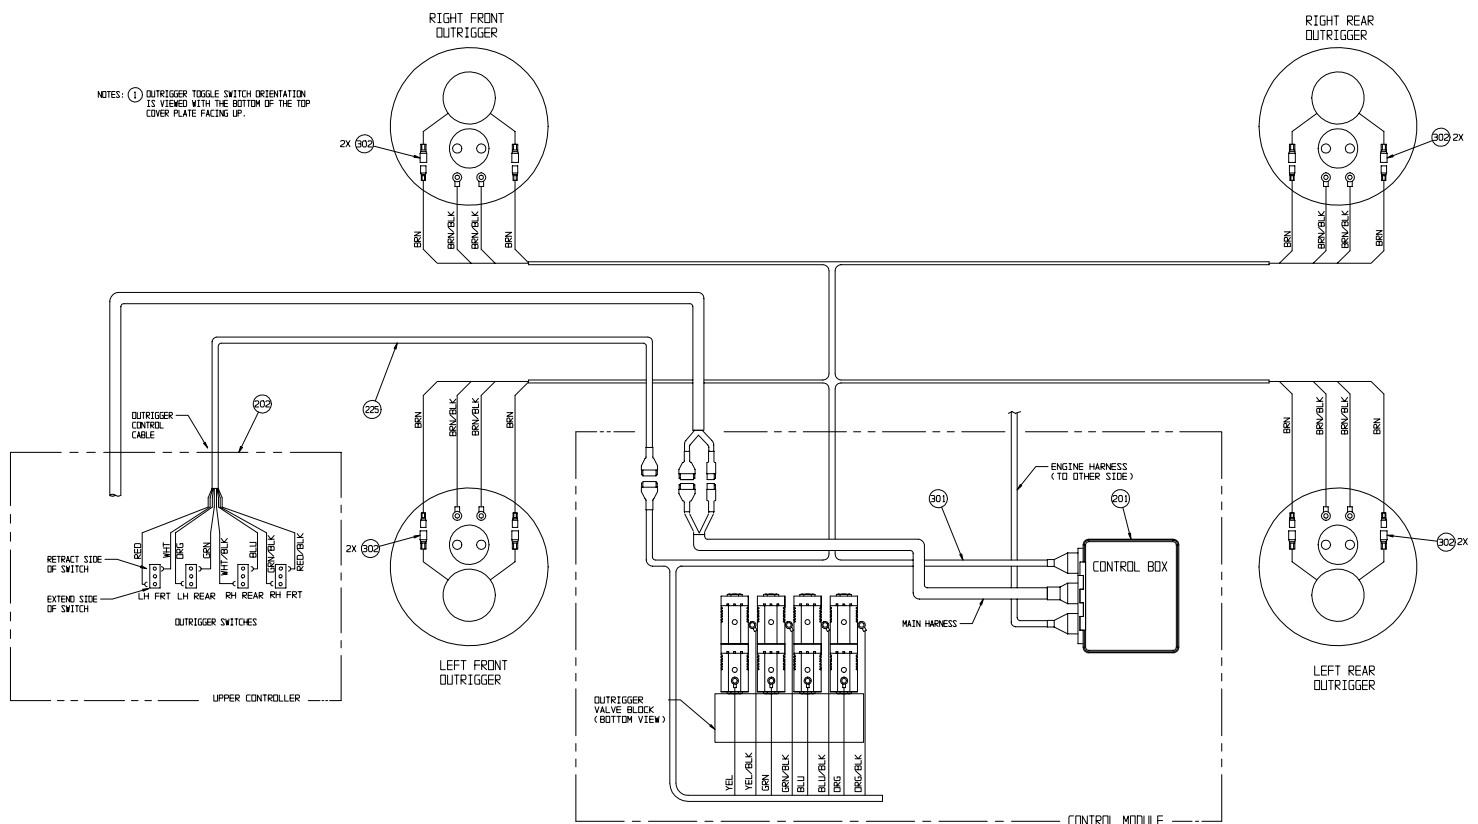 RIGHT FRONT
OUTRIGGER
RIGHT REAR
OUTRIGGER
NOTES: 1 OUTRIGGER TOGGLE SWITCH ORIENTATION
IS VIEWED WITH THE BOTTOM OF THE TOP
COVER PLATE FACING UP.
2X 302
302 2X
BRN
BRN/BLK
BRN/BLK
BRN
BRN
BRN/BLK
BRN/BLK
BRN
225
202
OUTRIGGER
CONTROL
CABLE
BRN
BRN/BLK
BRN/BLK
BRN
BRN
BRN/BLK
BRN/BLK
BRN
ENGINE HARNESS
(TO OTHER SIDE)
301
201
2X 302
302 2X
RED
WHT
ORG
GRN
WHT/BLK
BLU
GRN/BLK
RED/BLK
RETRACT SIDE
OF SWITCH
EXTEND SIDE
OF SWITCH
LH FRT
LH REAR
RH REAR
RH FRT
OUTRIGGER SWITCHES
CONTROL BOX
MAIN HARNESS
LEFT FRONT
OUTRIGGER
LEFT REAR
OUTRIGGER
UPPER CONTROLLER
OUTRIGGER
VALVE BLOCK
(BOTTOM VIEW)
YEL
YEL/BLK
GRN
GRN/BLK
BLU
BLU/BLK
ORG
ORG/BLK
CONTROL MODULE